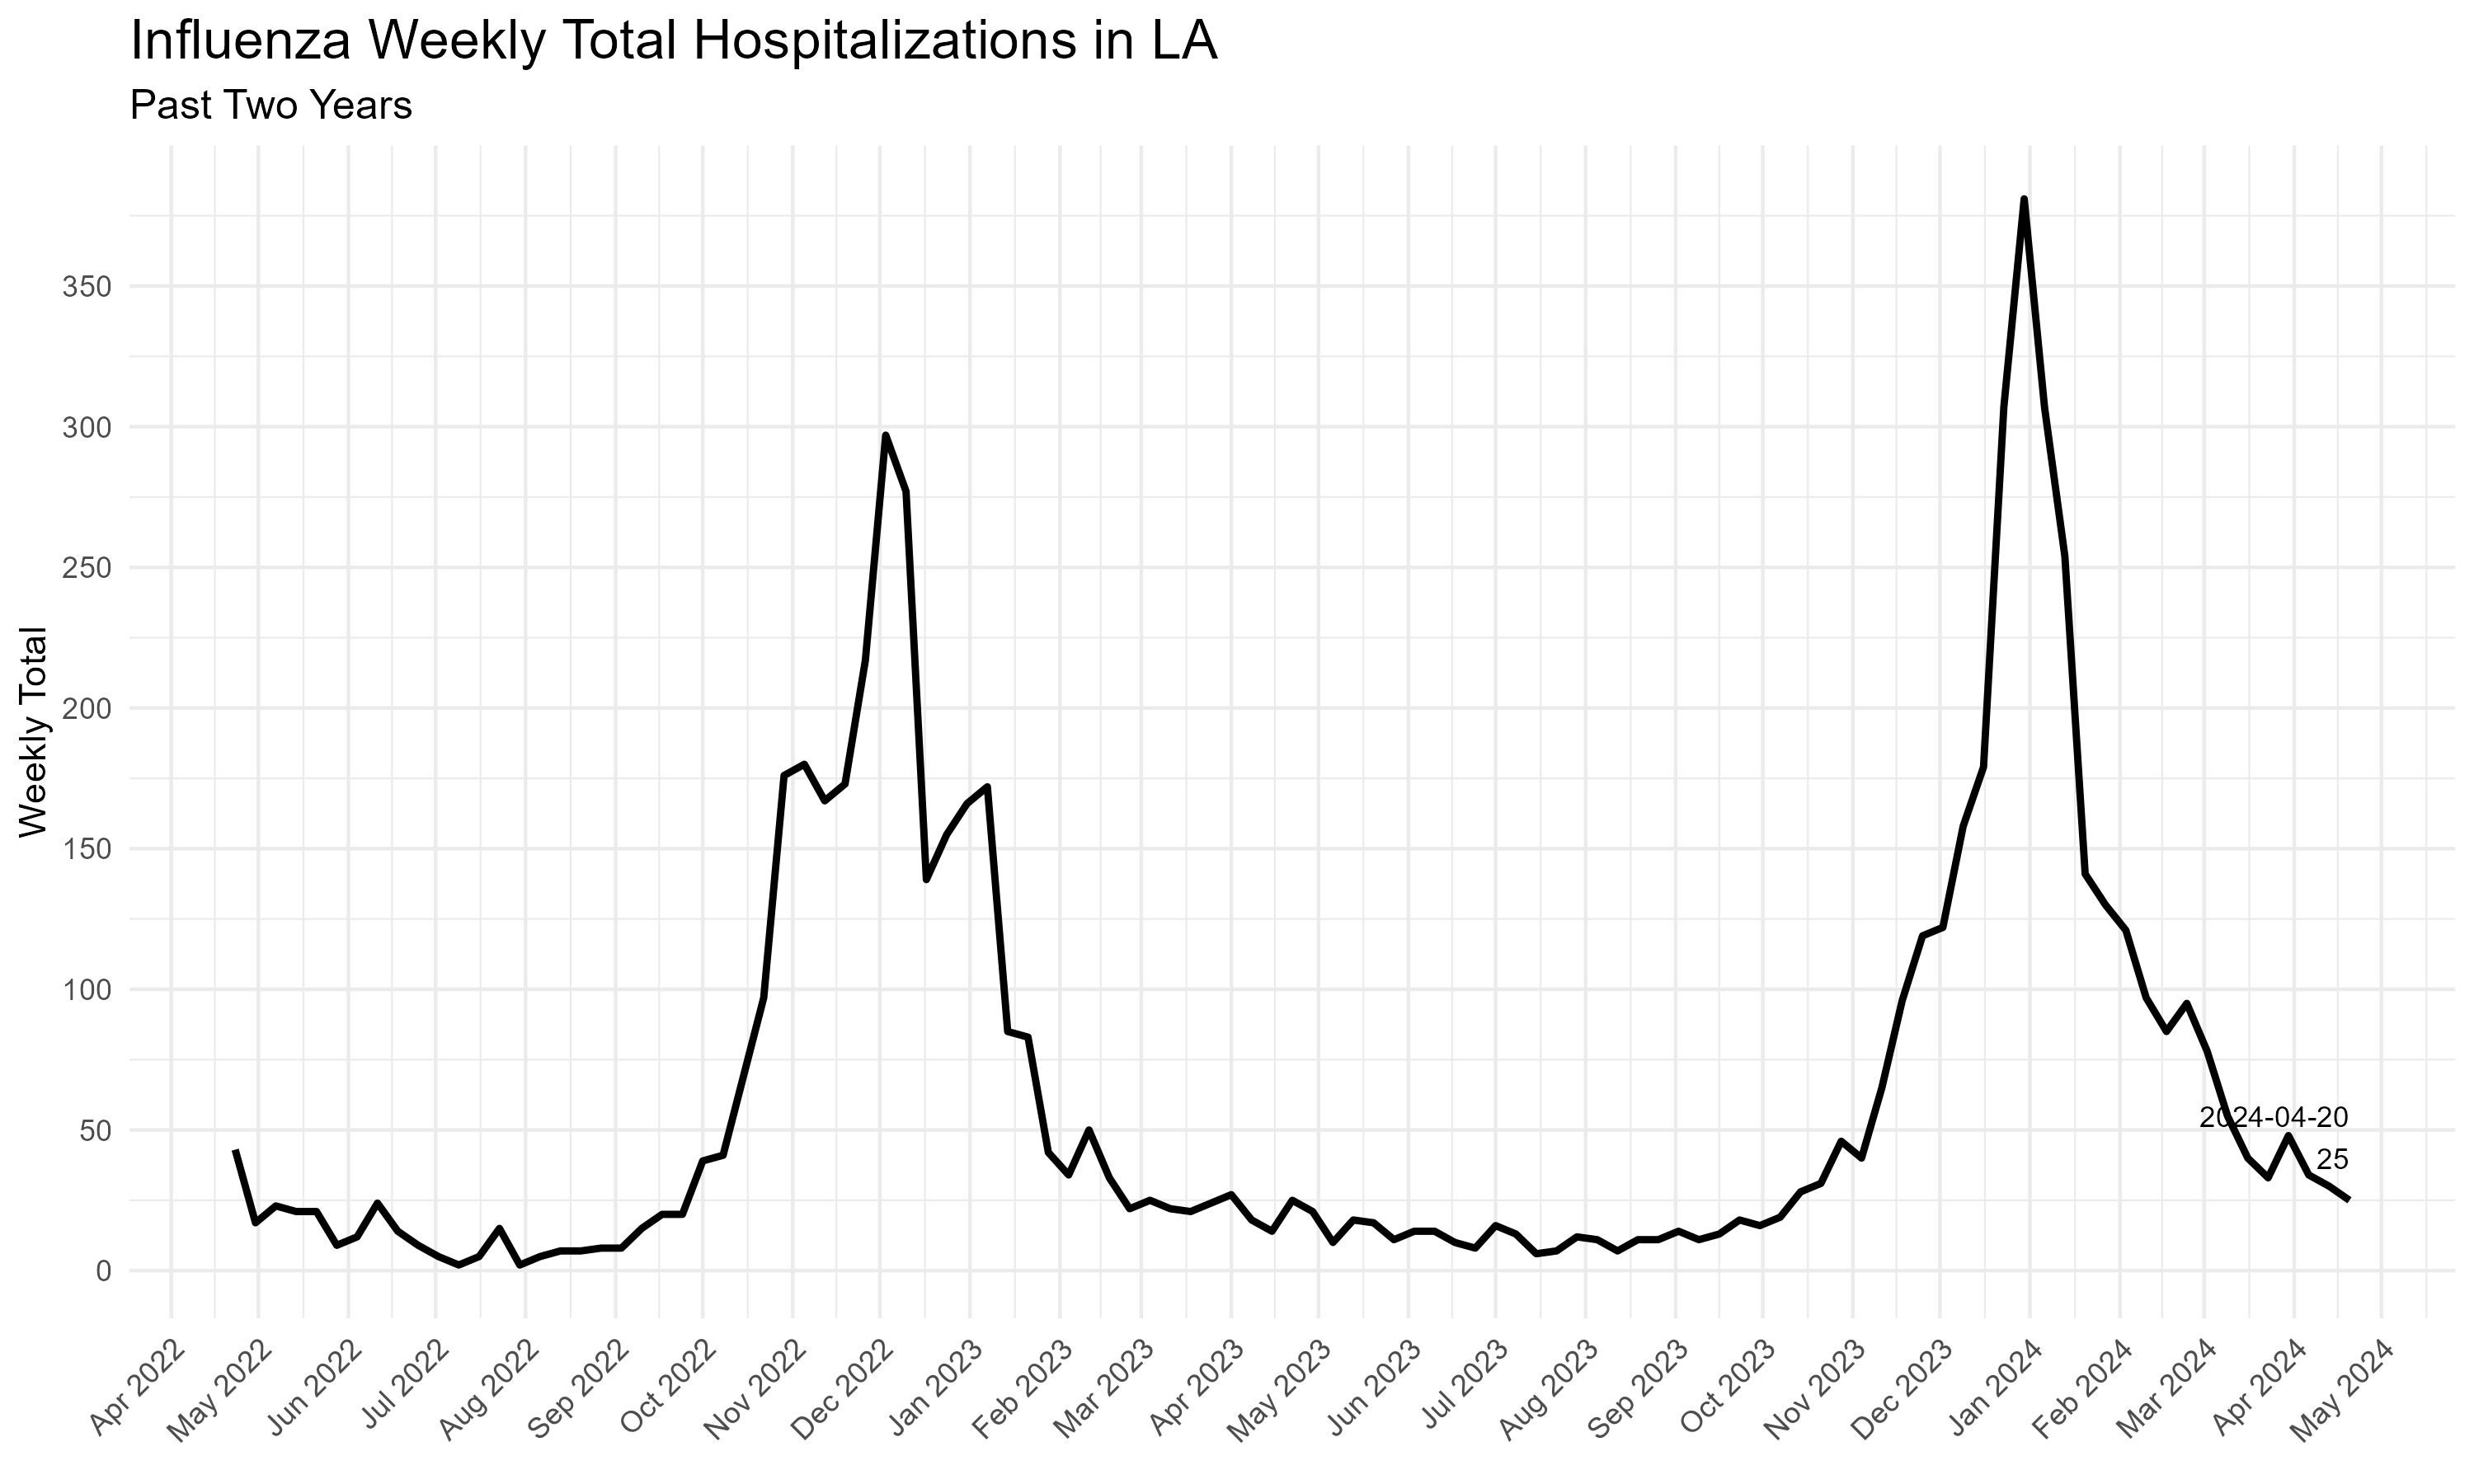 Influenza Weekly Total Hospitalizations in LA
Past Two Years
Weekly Total
350
300
250
200
150
100
50
0
2024-04-20
25
Apr 2022
May 2022
Jun 2022
Jul 2022
Aug 2022
Sep 2022
Oct 2022
Nov 2022
Dec 2022
Jan 2023
Feb 2023
Mar 2023
Apr 2023
May 2023
Jun 2023
Jul 2023
Aug 2023
Sep 2023
Oct 2023
Nov 2023
Dec 2023
Jan 2024
Feb 2024
Mar 2024
Apr 2024
May 2024